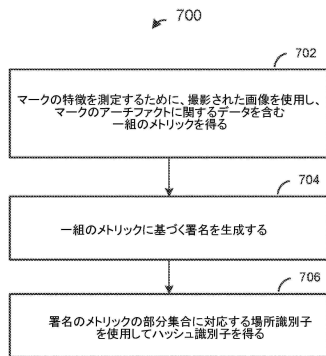 700
702
マークの特徴を測定するために、撮影された画像を使用し、
マークのアーチファクトに関するデータを含む
一組のメトリックを得る
704
一組のメトリックに基づく署名を生成する
706
署名のメトリックの部分集合に対応する場所識別子
を使用してハッシュ識別子を得る